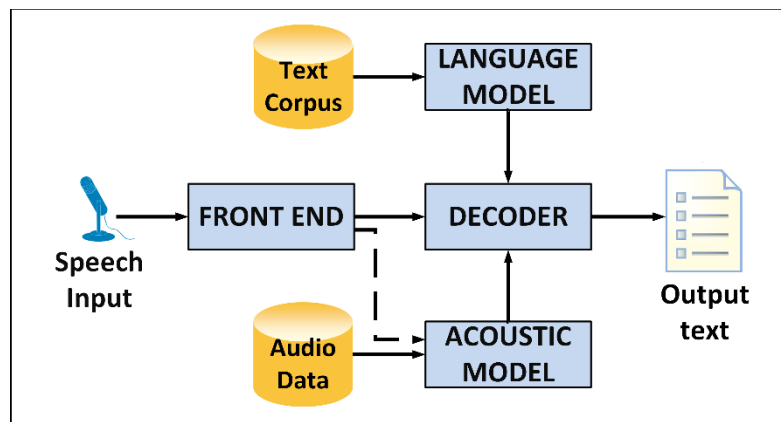 Text
Corpus
LANGUAGE
MODEL
Speech
Input
FRONT END
DECODER
Output
text
Audio
Data
ACOUSTIC
MODEL